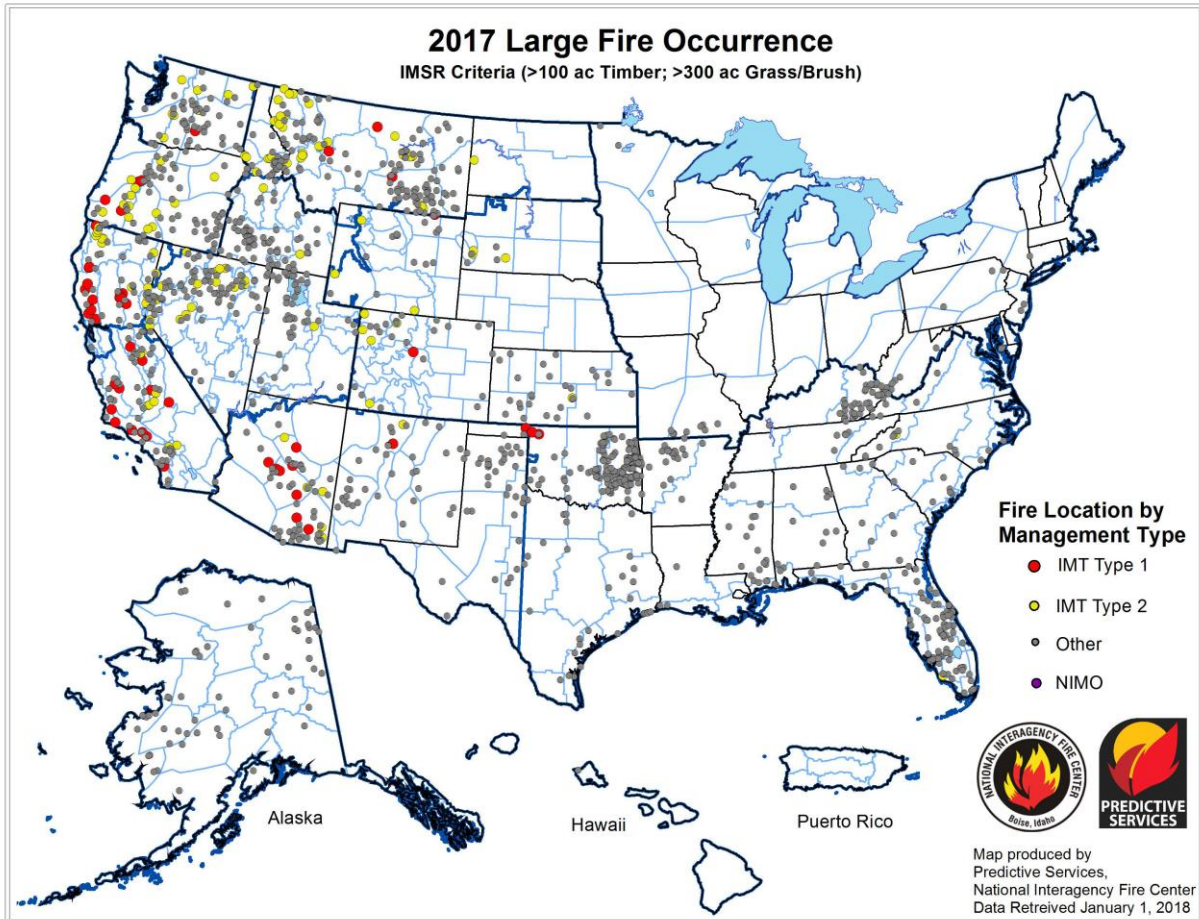 2017 Large Fire Occurrence
IMSR Criteria (>100 ac Timber; >300 ac Grass/Brush)
Fire Location by
Management Type
IMT Type 1
IMT Type 2
Other
NIMO
Alaska
Hawaii
Puerto Rico
NATIONAL INTERAGENCY FIRE CENTER
Boise, Idaho
PREDICTIVE
SERVICES
Map produced by
Predictive Services,
National Interagency Fire Center
Data Retreived January 1, 2018